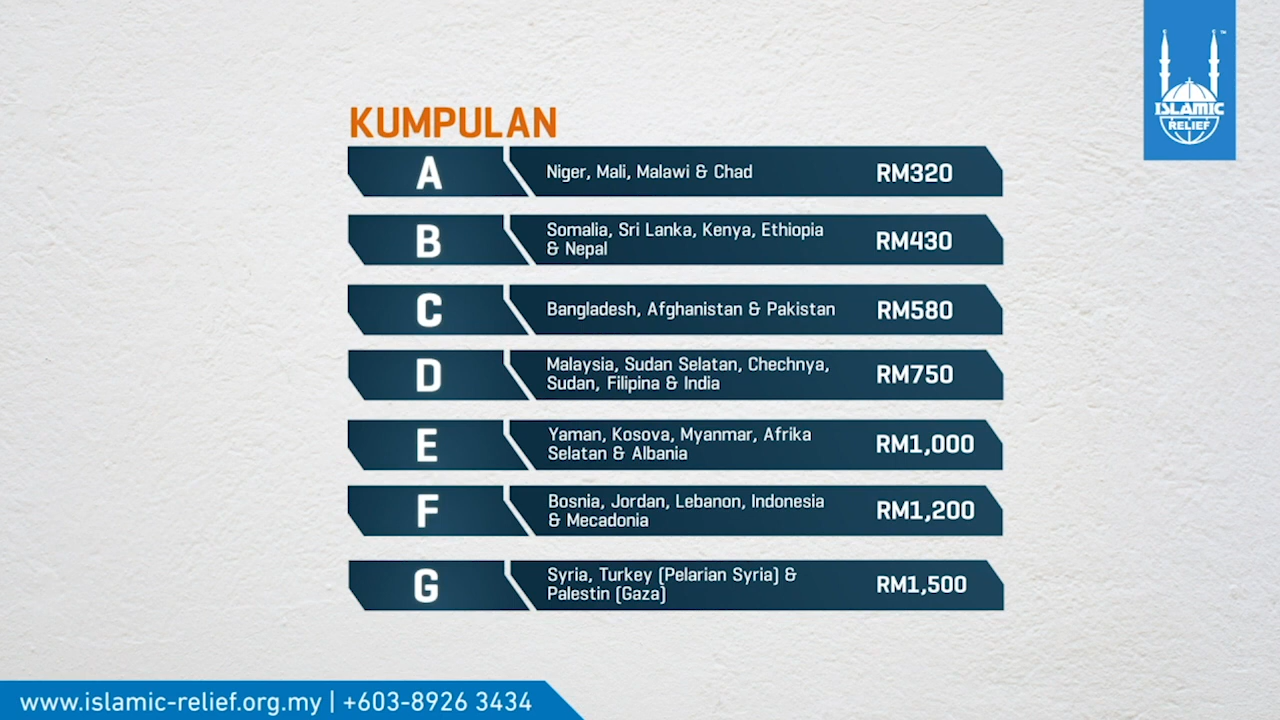 ISLAMIC
RELIEF
KUMPULAN
A
Niger, Mali, Malawi & Chad
RM320
B
Somalia, Sri Lanka, Kenya, Ethiopia
& Nepal
RM430
C
Bangladesh, Afghanistan & Pakistan
RM580
D
Malaysia, Sudan Selatan, Chechnya,
Sudan, Filipina & India
RM750
E
Yaman, Kosova, Myanmar, Afrika
Selatan & Albania
RM1,000
F
Bosnia, Jordan, Lebanon, Indonesia
& Mecadonia
RM1,200
G
Syria, Turkey (Pelarian Syria) &
Palestin (Gaza)
RM1,500
www.islamic-relief.org.my | +603-8926 3434